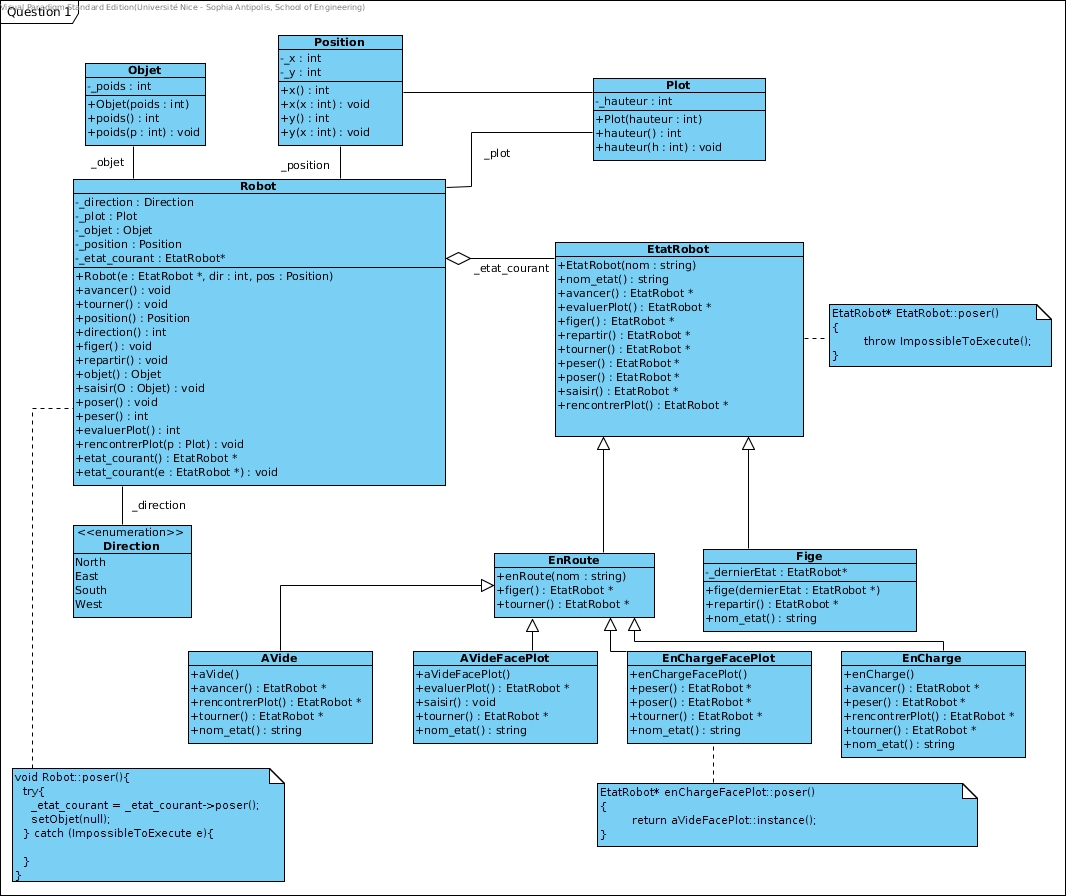 Visual Paradigm Standard Edition(Université Nice - Sophia Antipolis, School of Engineering)
Question 1
Objet
-_poids : int
+Objet(poids : int)
+poids() : int
+poids(p : int) : void
Position
-_x : int
-_y : int
+x() : int
+x(x : int) : void
+y() : int
+y(x : int) : void
Plot
-_hauteur : int
+Plot(hauteur : int)
+hauteur() : int
+hauteur(h : int) : void
_objet
_position
_plot
Robot
-_direction : Direction
-_plot : Plot
-_objet : Objet
-_position : Position
-_etat_courant : EtatRobot*
+Robot(e : EtatRobot *, dir : int, pos : Position)
+avancer() : void
+tourner() : void
+position() : Position
+direction() : int
+figer() : void
+repartir() : void
+objet() : Objet
+saisir(O : Objet) : void
+poser() : void
+peser() : int
+evaluerPlot() : int
+rencontrerPlot(p : Plot) : void
+etat_courant() : EtatRobot *
+etat_courant(e : EtatRobot *) : void
_etat_courant
EtatRobot
+EtatRobot(nom : string)
+nom_etat() : string
+avancer() : EtatRobot *
+evaluerPlot() : EtatRobot *
+figer() : EtatRobot *
+repartir() : EtatRobot *
+tourner() : EtatRobot *
+peser() : EtatRobot *
+poser() : EtatRobot *
+saisir() : EtatRobot *
+rencontrerPlot() : EtatRobot *
EtatRobot* EtatRobot::poser()
{
throw ImpossibleToExecute();
}
_direction
<<enumeration>>
Direction
North
East
South
West
EnRoute
+enRoute(nom : string)
+figer() : EtatRobot *
+tourner() : EtatRobot *
Fige
-_dernierEtat : EtatRobot*
+fige(dernierEtat : EtatRobot *)
+repartir() : EtatRobot *
+nom_etat() : string
AVide
+aVide()
+avancer() : EtatRobot *
+rencontrerPlot() : EtatRobot *
+tourner() : EtatRobot *
+nom_etat() : string
AVideFacePlot
+aVideFacePlot()
+evaluerPlot() : EtatRobot *
+saisir() : void
+tourner() : EtatRobot *
+nom_etat() : string
EnChargeFacePlot
+enChargeFacePlot()
+peser() : EtatRobot *
+poser() : EtatRobot *
+tourner() : EtatRobot *
+nom_etat() : string
EnCharge
+enCharge()
+avancer() : EtatRobot *
+peser() : EtatRobot *
+rencontrerPlot() : EtatRobot *
+tourner() : EtatRobot *
+nom_etat() : string
void Robot::poser(){
try{
_etat_courant = _etat_courant->poser();
setObjet(null);
} catch (ImpossibleToExecute e){
}
}
EtatRobot* enChargeFacePlot::poser()
{
return aVideFacePlot::instance();
}